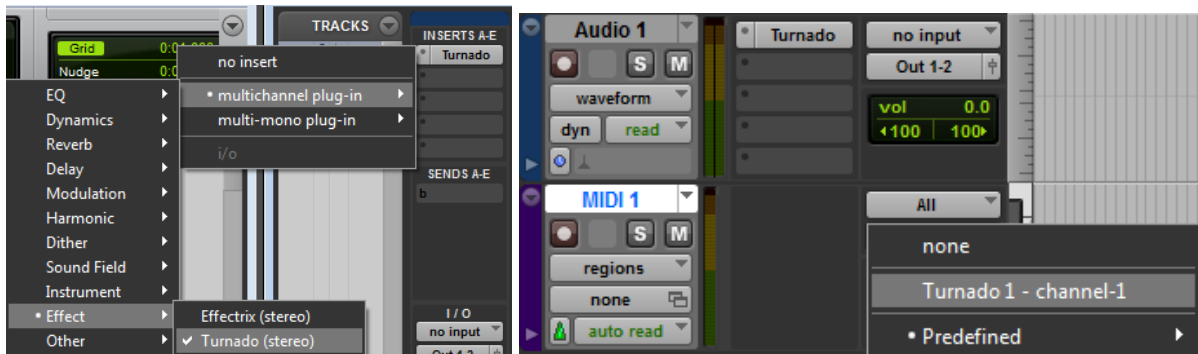 TRACKS
INSERTS A-E
Grid
Nudge
no insert
Turnado
• multichannel plug-in
multi-mono plug-in
i/o
EQ
Dynamics
Reverb
Delay
Modulation
Harmonic
Dither
Sound Field
Instrument
• Effect
Other
Effectrix (stereo)
✓ Turnado (stereo)
SENDS A-E
b
I / O
no input
Out 1-2
Audio 1
S M
waveform
dyn read
Turnado
no input
Out 1-2
vol 0.0
100 100
MIDI 1
S M
regions
none
auto read
All
none
Turnado 1 - channel-1
• Predefined